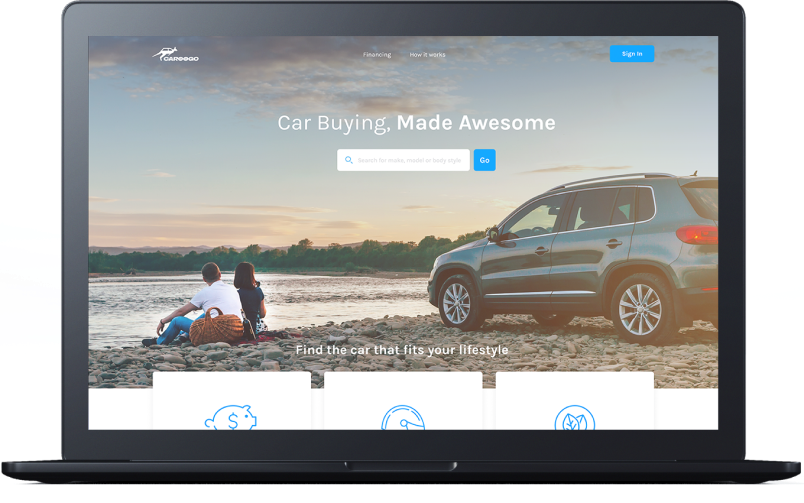 CAROOGO
Financing
How it works
Sign In
Car Buying, Made Awesome
Search for make, model or body style
Go
Find the car that fits your lifestyle
$